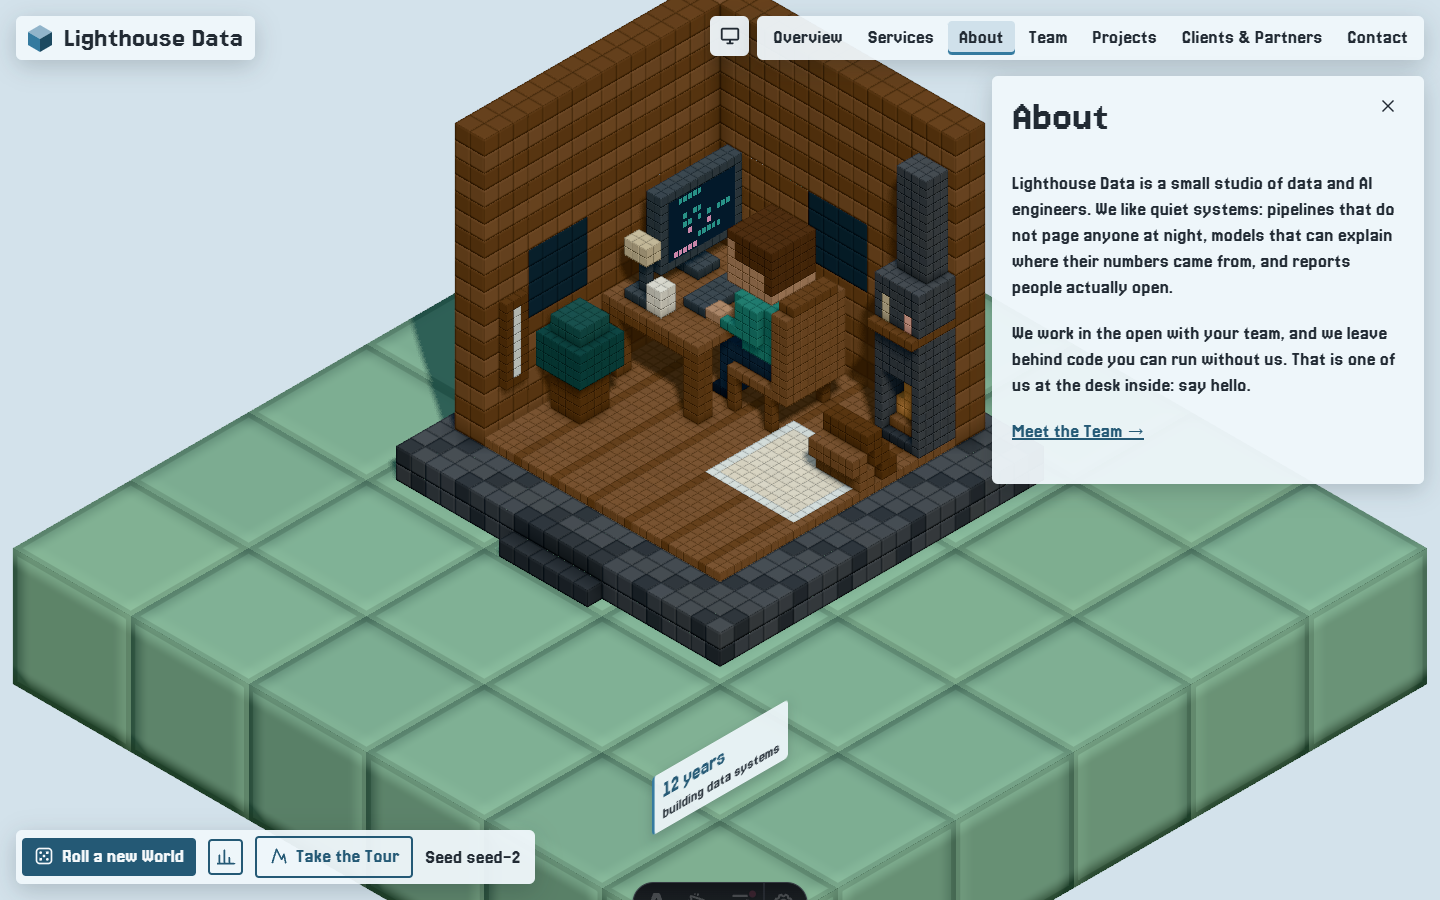 Lighthouse Data
Overview
Services
About
Team
Projects
Clients & Partners
Contact
About
Lighthouse Data is a small studio of data and AI
engineers. We like quiet systems: pipelines that do
not page anyone at night, models that can explain
where their numbers came from, and reports
people actually open.
We work in the open with your team, and we leave
behind code you can run without us. That is one of
us at the desk inside: say hello.
Meet the Team →
12 years
building data systems
Roll a new World
Take the Tour
Seed seed-2